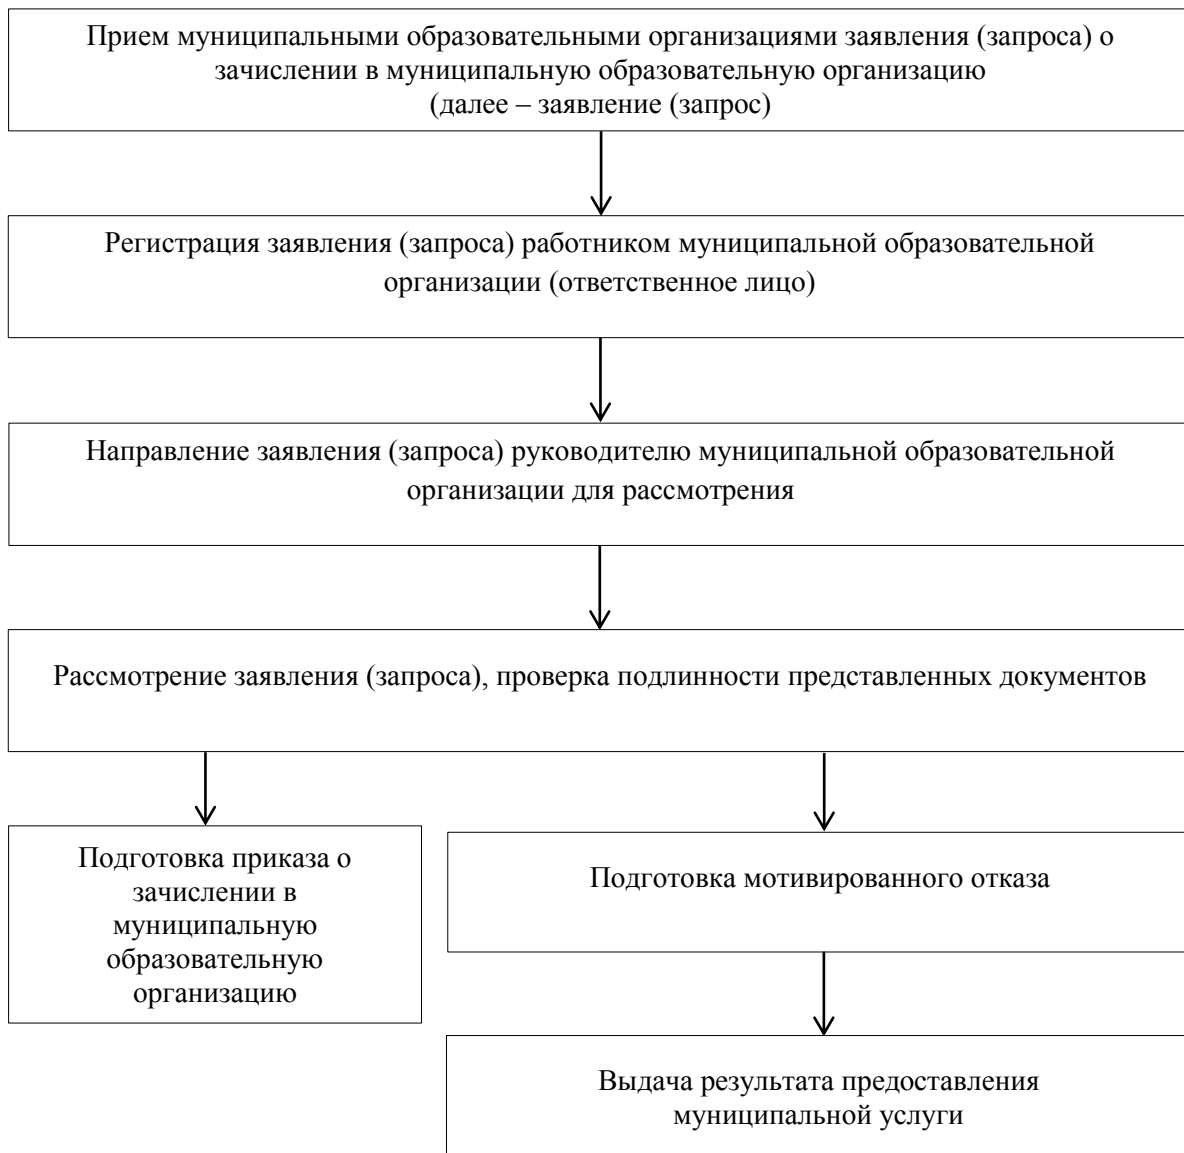 Прием муниципальными образовательными организациями заявления (запроса) о
зачислении в муниципальную образовательную организацию
(далее – заявление (запрос)
Регистрация заявления (запроса) работником муниципальной образовательной
организации (ответственное лицо)
Направление заявления (запроса) руководителю муниципальной образовательной
организации для рассмотрения
Рассмотрение заявления (запроса), проверка подлинности представленных документов
Подготовка приказа о
зачислении в
муниципальную
образовательную
организацию
Подготовка мотивированного отказа
Выдача результата предоставления
муниципальной услуги